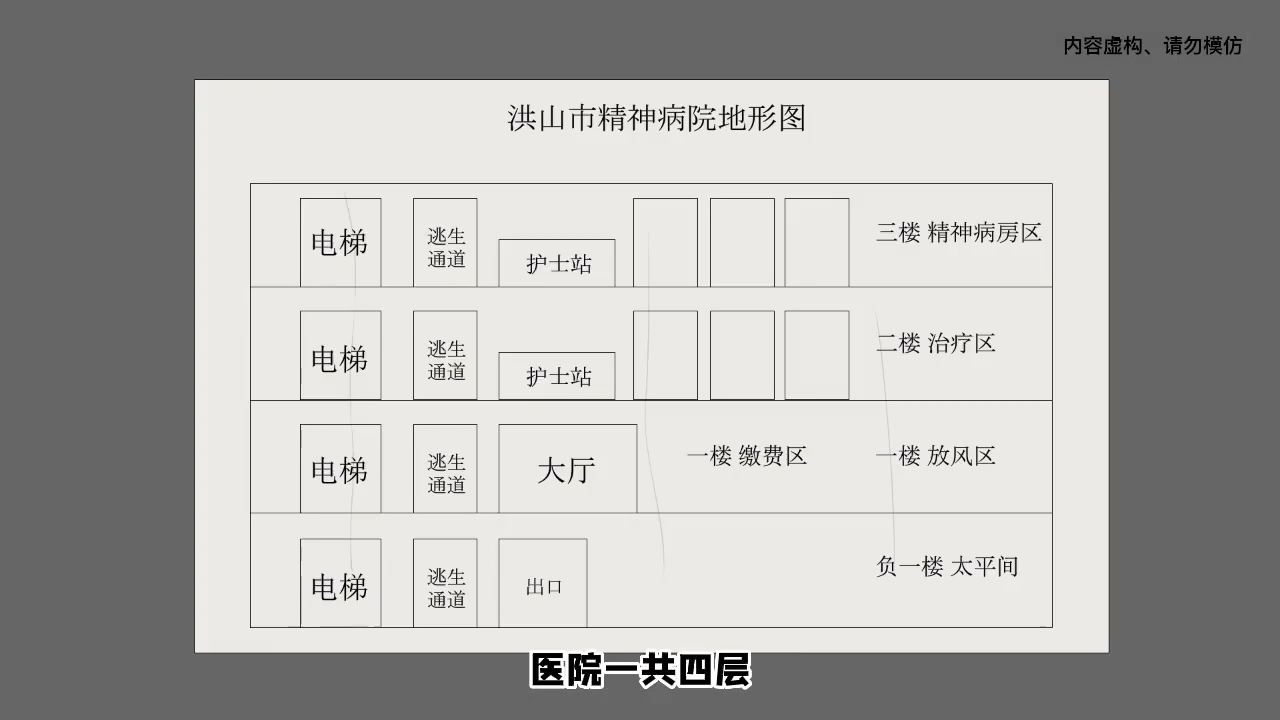 内容虚构、请勿模仿
洪山市精神病院地形图
电梯
逃生
通道
护士站
三楼 精神病房区
电梯
逃生
通道
护士站
二楼 治疗区
电梯
逃生
通道
大厅
一楼 缴费区
一楼 放风区
电梯
逃生
通道
出口
负一楼 太平间
医院一共四层